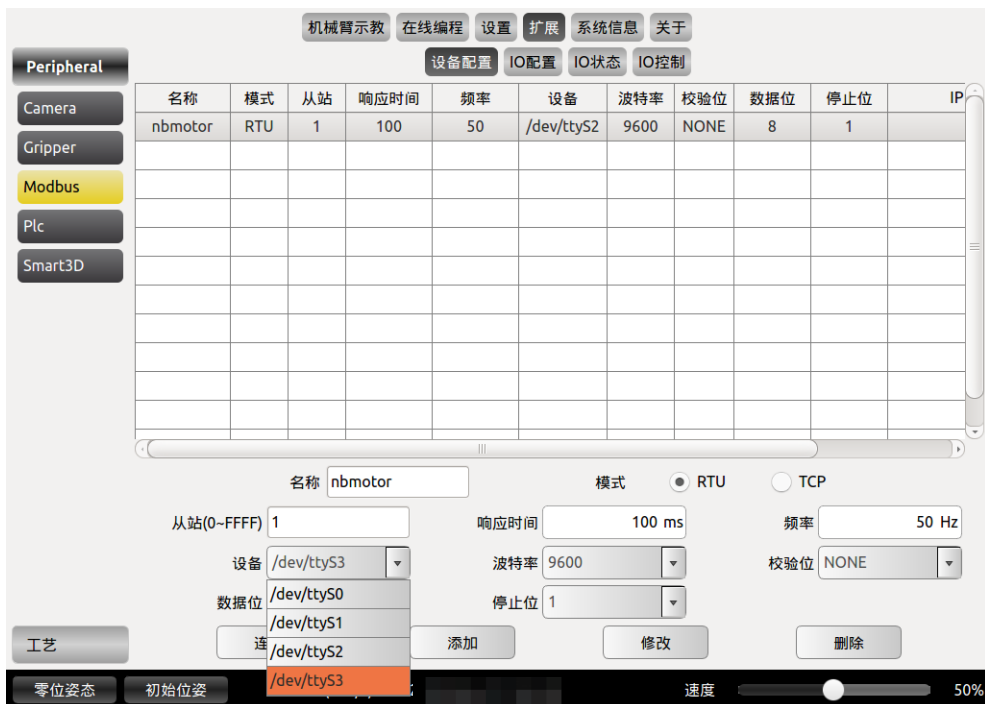 机械臂示教 在线编程 设置 扩展 系统信息 关于
Peripheral 设备配置 IO配置 IO状态 IO控制
Camera
Gripper
Modbus
Plc
Smart3D
名称 模式 从站 响应时间 频率 设备 波特率 校验位 数据位 停止位 IP
nbmotor RTU 1 100 50 /dev/ttyS2 9600 NONE 8 1
名称 nbmotor 模式 RTU TCP
从站(0~FFFF) 1 响应时间 100 ms 频率 50 Hz
设备 /dev/ttyS3 波特率 9600 校验位 NONE
数据位 /dev/ttyS0 停止位 1
/dev/ttyS1
/dev/ttyS2
/dev/ttyS3
工艺 添加 修改 删除
零位姿态 初始位姿 速度 50%